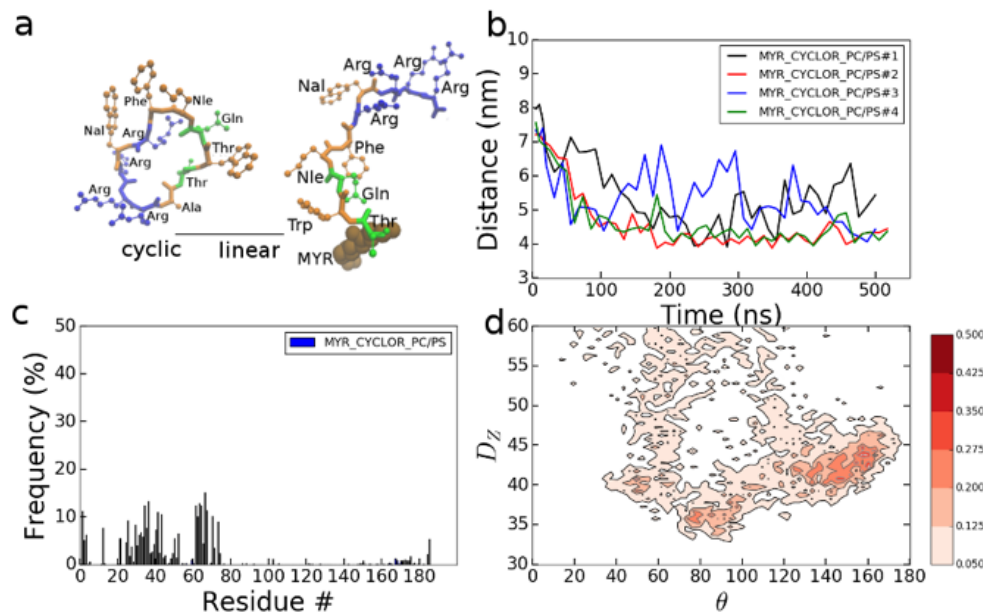 a
Phe
Nle
Gln
Nal
Arg
Arg
Thr
Thr
Arg
Ala
Arg
cyclic
linear
Arg
Arg
Nal
Arg
Arg
Phe
Nle
Gln
Trp
Thr
MYR
b
Distance (nm)
10
9
8
7
6
5
4
3
MYR_CYCLOR_PC/PS#1
MYR_CYCLOR_PC/PS#2
MYR_CYCLOR_PC/PS#3
MYR_CYCLOR_PC/PS#4
0 100 200 300 400 500
Time (ns)
c
Frequency (%)
50
40
30
20
10
0
MYR_CYCLOR_PC/PS
0 20 40 60 80 100 120 140 160 180
Residue #
d
D_Z
60
55
50
45
40
35
30
0 20 40 60 80 100 120 140 160 180
θ
0.500
0.425
0.350
0.275
0.200
0.125
0.050